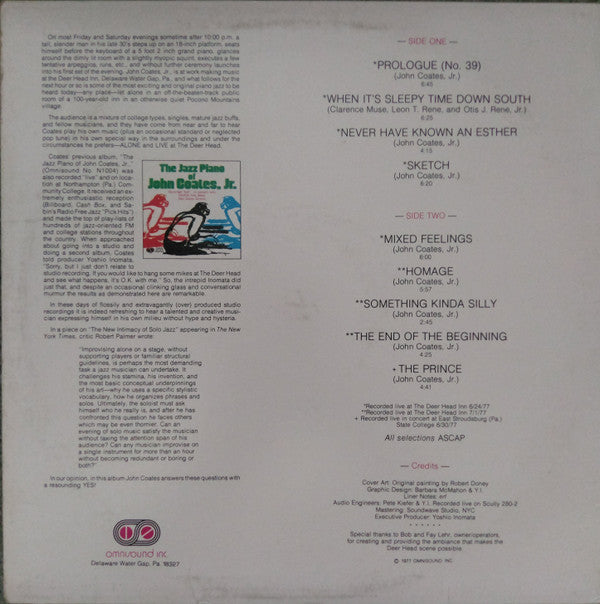 On most Friday and Saturday evenings sometime after 10:00 p.m. a
tall, slender man in his late 30's steps up on an 18-inch platform, seats
himself before the keyboard of a 5 foot 2 inch grand piano, glances
around the dimly lit room with a slightly myopic squint, executes a few
tentative arpeggios, runs, etc., and without further ceremony launches
into his first set of the evening. John Coates, Jr., is at work making music
at the Deer Head Inn, Delaware Water Gap, Pa., and what follows for the
next hour or so is some of the most exciting and original piano jazz to be
heard today—any place—let alone in an off-the-beaten-track public
room of a 100-year-old inn in an otherwise quiet Pocono Mountains
village.
The audience is a mixture of college types, singles, mature jazz buffs,
and fellow musicians, and they have come from near and far to hear
Coates play his own music (plus an occasional standard or neglected
pop tune) in his own special way in the surroundings and under the
circumstances he prefers—ALONE and LIVE at The Deer Head.
Coates' previous album, "The
Jazz Piano of John Coates, Jr.,"
(Omnisound No. N1004) was
also recorded "live" and on loca-
tion at Northampton (Pa.) Com-
munity College. It received an ex-
tremely enthusiastic reception
(Billboard, Cash Box, and Sa-
bin's Radio Free Jazz "Pick Hits")
and made the top of play-lists of
hundreds of jazz-oriented FM
and college stations throughout
the country. When approached
about going into a studio and
doing a second album, Coates
told producer Yoshio Inomata,
"Sorry, but I just don't relate to
studio recording. If you would like to hang some mikes at The Deer Head
and see what happens, it's O.K. with me." So, the intrepid Inomata did
just that, and despite an occasional clinking glass and conversational
murmur the results as demonstrated here are remarkable.
In these days of flossily and extravagantly (over) produced studio
recordings it is indeed refreshing to hear a talented and creative musi-
cian expressing himself in his own milieu without hype and hysteria.
In a piece on "The New Intimacy of Solo Jazz" appearing in The New
York Times, critic Robert Palmer wrote:
"Improvising alone on a stage, without
supporting players or familiar structural
guidelines, is perhaps the most demanding
task a jazz musician can undertake. It
challenges his stamina, his invention, and
the most basic conceptual underpinnings
of his art—why he uses a specific stylistic
vocabulary, how he organizes phrases and
solos. Ultimately, the soloist must ask
himself who he really is, and after he has
confronted this question he faces others
which may be even thornier. Can an
evening of solo music satisfy the musician
without taxing the attention span of his
audience? Can any musician improvise on
a single instrument for more than an hour
without becoming redundant or boring or
both?"
In our opinion, in this album John Coates answers these questions with
a resounding YES!
The Jazz Piano
of
John Coates, Jr.
omnisound inc.
Delaware Water Gap, Pa. 18327
— SIDE ONE —
*PROLOGUE (No. 39)
(John Coates, Jr.)
6:45
*WHEN IT'S SLEEPY TIME DOWN SOUTH
(Clarence Muse, Leon T. Rene, and Otis J. Rene, Jr.)
6:25
*NEVER HAVE KNOWN AN ESTHER
(John Coates, Jr.)
4:15
*SKETCH
(John Coates, Jr.)
6:20
— SIDE TWO —
*MIXED FEELINGS
(John Coates, Jr.)
6:00
**HOMAGE
(John Coates, Jr.)
5:57
**SOMETHING KINDA SILLY
(John Coates, Jr.)
2:45
**THE END OF THE BEGINNING
(John Coates, Jr.)
4:25
+THE PRINCE
(John Coates, Jr.)
4:41
*Recorded live at The Deer Head Inn 6/24/77
**Recorded live at The Deer Head Inn 7/1/77
+ Recorded live in concert at East Stroudsburg (Pa.)
State College 6/30/77
All selections ASCAP
— Credits —
Cover Art: Original painting by Robert Doney
Graphic Design: Barbara McMahon & Y.I.
Liner Notes: erf
Audio Engineers: Pete Kiefer & Y.I. Recorded live on Scully 280-2
Mastering: Soundwave Studio, NYC
Executive Producer: Yoshio Inomata
* * * * * *
Special thanks to Bob and Fay Lehr, owner/operators,
for creating and providing the ambiance that makes the
Deer Head scene possible.
© 1977 OMNISOUND INC.